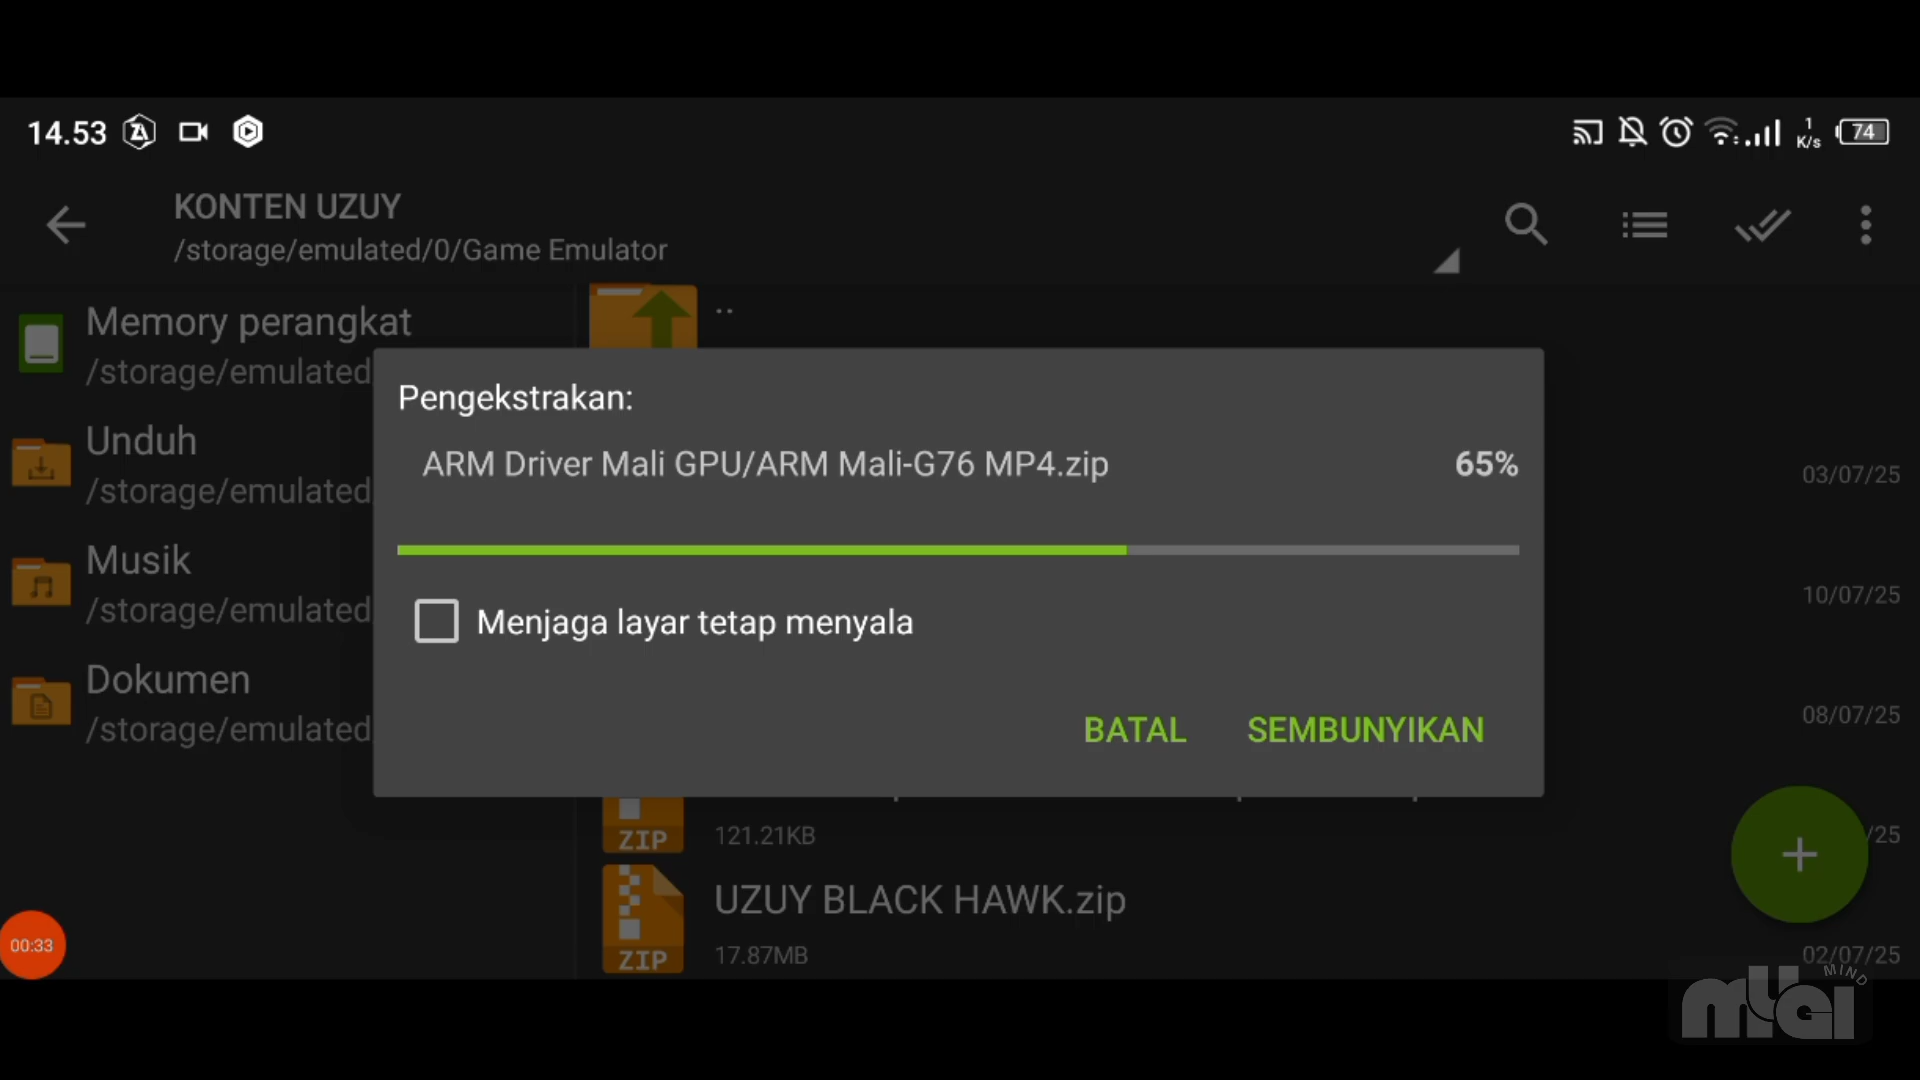 14.53
1
K/s
74
KONTEN UZUY
/storage/emulated/0/Game Emulator
Memory perangkat
/storage/emulated
Unduh
/storage/emulated
Musik
/storage/emulated
Dokumen
/storage/emulated
..
Pengekstrakan:
ARM Driver Mali GPU/ARM Mali-G76 MP4.zip
65%
Menjaga layar tetap menyala
BATAL
SEMBUNYIKAN
03/07/25
10/07/25
08/07/25
ZIP
121.21KB
/25
UZUY BLACK HAWK.zip
ZIP
17.87MB
02/07/25
00:33
MUGI
MIND